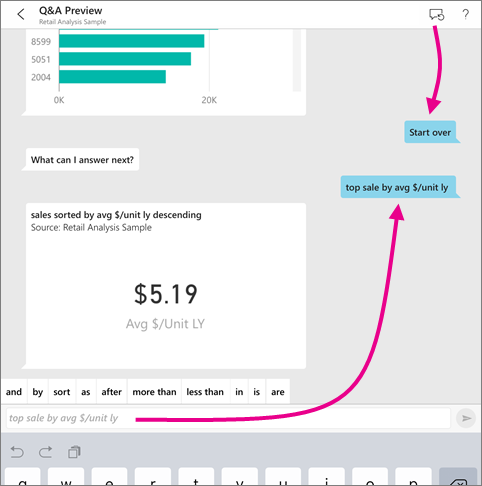 Q&A Preview
Retail Analysis Sample
?
8599
5051
2004
0K 20K
Start over
What can I answer next?
top sale by avg $/unit ly
sales sorted by avg $/unit ly descending
Source: Retail Analysis Sample
$5.19
Avg $/Unit LY
and by sort as after more than less than in is are
top sale by avg $/unit ly
q w e r t y u i o p